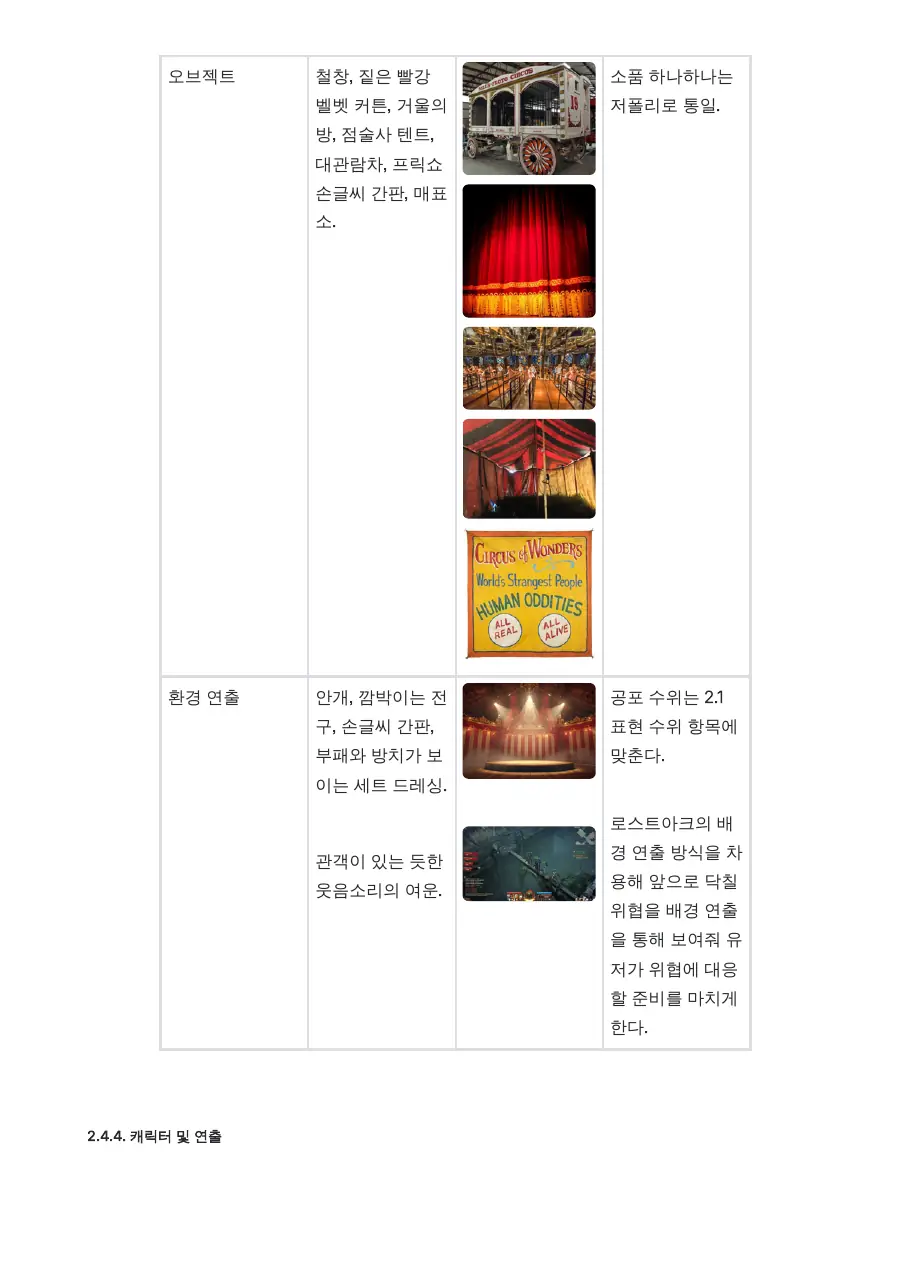 오브젝트
철창, 짙은 빨강
벨벳 커튼, 거울의
방, 점술사 텐트,
대관람차, 프릭쇼
손글씨 간판, 매표
소.
CIRCUS
18
CIRCUS of WONDERS
World's Strangest People
HUMAN ODDITIES
ALL
REAL
ALL
ALIVE
소품 하나하나는
저폴리로 통일.
환경 연출
안개, 깜박이는 전
구, 손글씨 간판,
부패와 방치가 보
이는 세트 드레싱.
관객이 있는 듯한
웃음소리의 여운.
공포 수위는 2.1
표현 수위 항목에
맞춘다.
로스트아크의 배
경 연출 방식을 차
용해 앞으로 닥칠
위협을 배경 연출
을 통해 보여줘 유
저가 위협에 대응
할 준비를 마치게
한다.
2.4.4. 캐릭터 및 연출